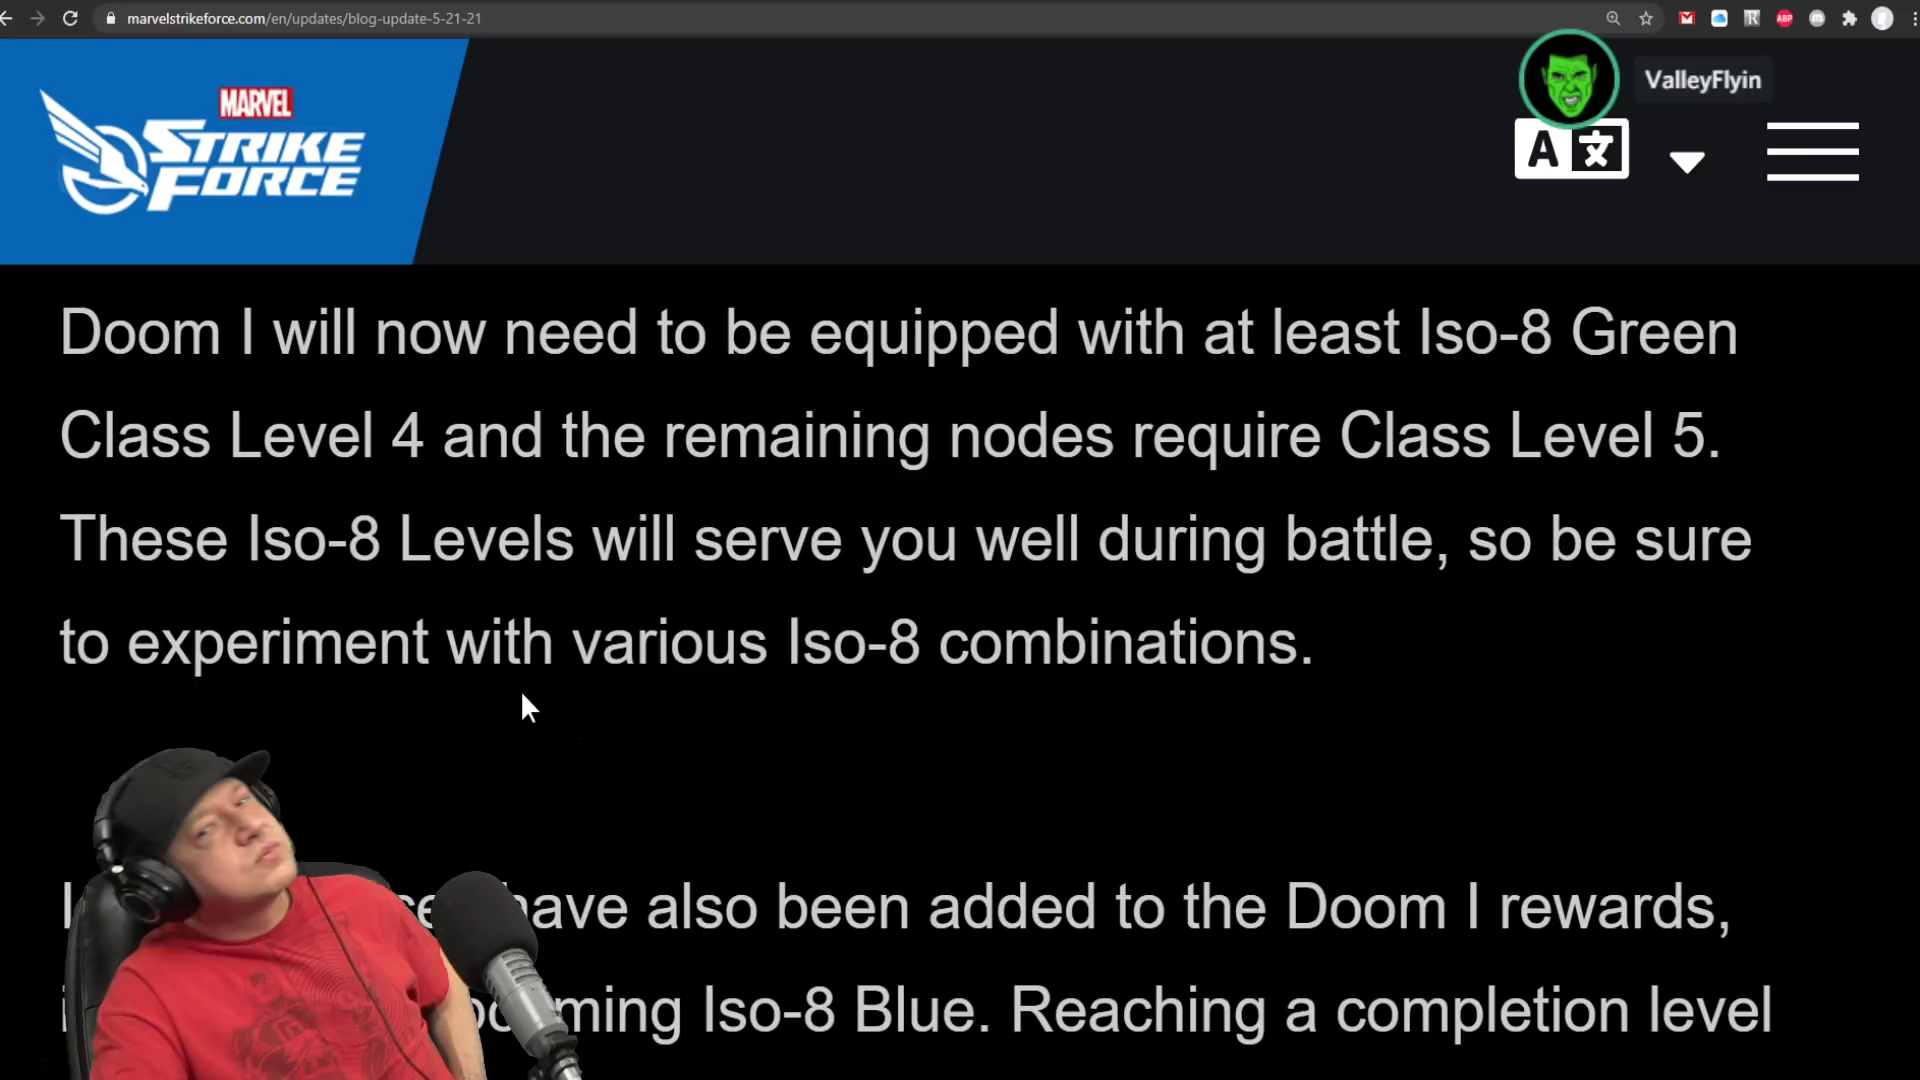 marvelstrikeforce.com/en/updates/blog-update-5-21-21
ABP
MARVEL
STRIKE
FORCE
ValleyFlyin
A 文
Doom I will now need to be equipped with at least Iso-8 Green
Class Level 4 and the remaining nodes require Class Level 5.
These Iso-8 Levels will serve you well during battle, so be sure
to experiment with various Iso-8 combinations.
have also been added to the Doom I rewards,
Iso-8 Blue. Reaching a completion level